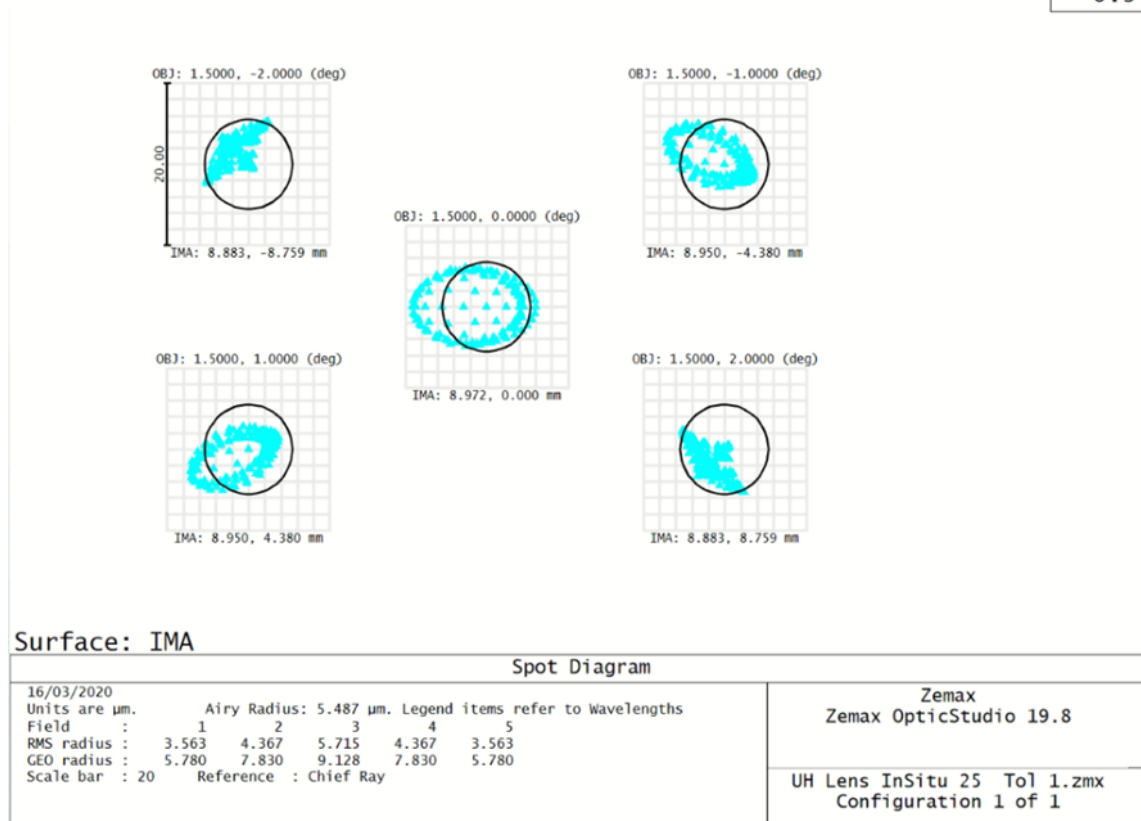 OBJ: 1.5000, -2.0000 (deg)
OBJ: 1.5000, -1.0000 (deg)
20.00
IMA: 8.883, -8.759 mm
IMA: 8.950, -4.380 mm
OBJ: 1.5000, 0.0000 (deg)
IMA: 8.972, 0.000 mm
OBJ: 1.5000, 1.0000 (deg)
OBJ: 1.5000, 2.0000 (deg)
IMA: 8.950, 4.380 mm
IMA: 8.883, 8.759 mm
Surface: IMA
Spot Diagram
16/03/2020
Units are µm. Airy Radius: 5.487 µm. Legend items refer to Wavelengths
Field : 1 2 3 4 5
RMS radius : 3.563 4.367 5.715 4.367 3.563
GEO radius : 5.780 7.830 9.128 7.830 5.780
Scale bar : 20 Reference : Chief Ray
Zemax
Zemax OpticStudio 19.8
UH Lens InSitu 25 Tol 1.zmx
Configuration 1 of 1